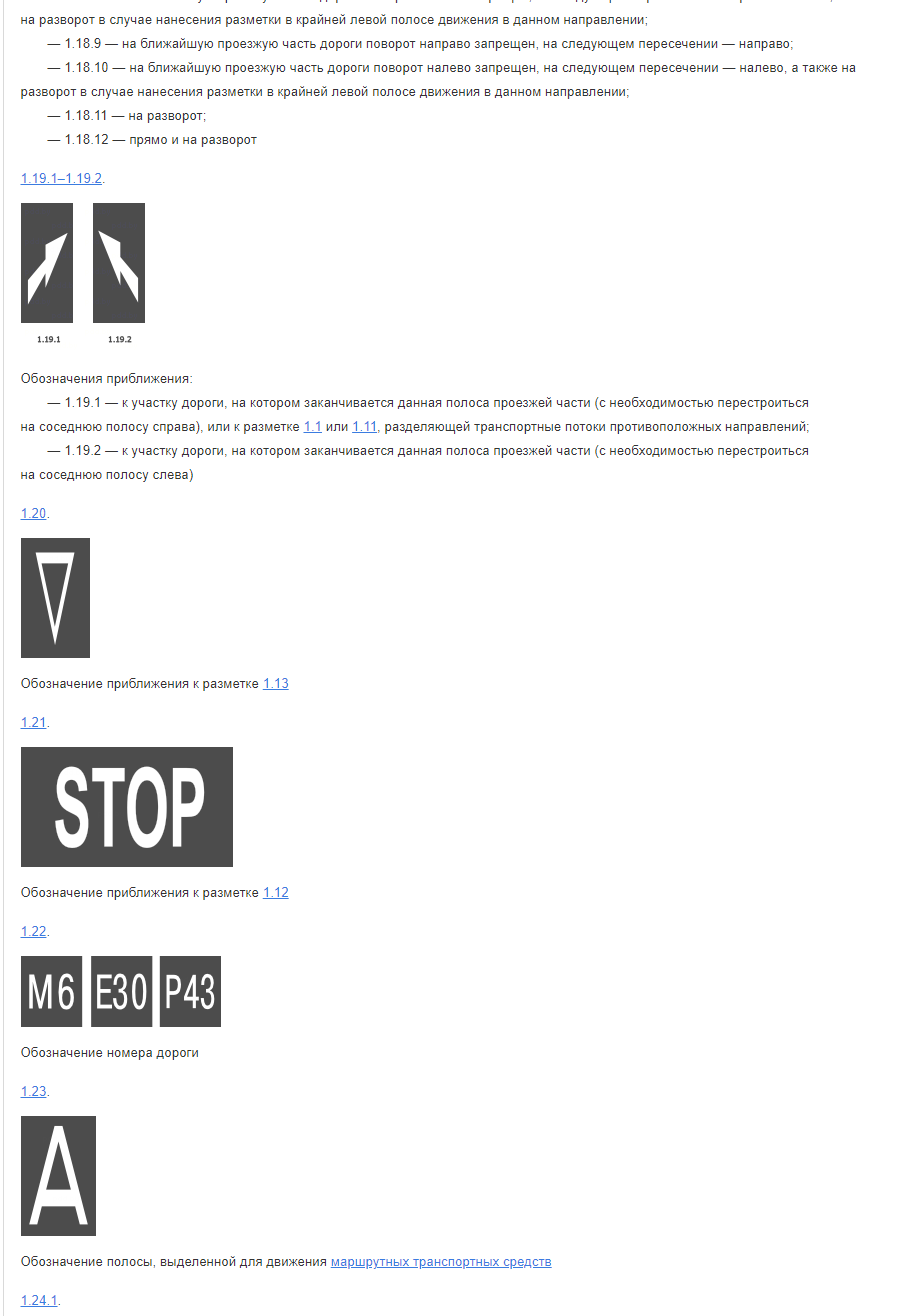 на разворот в случае нанесения разметки в крайней левой полосе движения в данном направлении;
— 1.18.9 — на ближайшую проезжую часть дороги поворот направо запрещен, на следующем пересечении — направо;
— 1.18.10 — на ближайшую проезжую часть дороги поворот налево запрещен, на следующем пересечении — налево, а также на
разворот в случае нанесения разметки в крайней левой полосе движения в данном направлении;
— 1.18.11 — на разворот;
— 1.18.12 — прямо и на разворот
1.19.1–1.19.2.
1.19.1 1.19.2
Обозначения приближения:
— 1.19.1 — к участку дороги, на котором заканчивается данная полоса проезжей части (с необходимостью перестроиться
на соседнюю полосу справа), или к разметке 1.1 или 1.11, разделяющей транспортные потоки противоположных направлений;
— 1.19.2 — к участку дороги, на котором заканчивается данная полоса проезжей части (с необходимостью перестроиться
на соседнюю полосу слева)
1.20.
Обозначение приближения к разметке 1.13
1.21.
STOP
Обозначение приближения к разметке 1.12
1.22.
М6 Е30 Р43
Обозначение номера дороги
1.23.
А
Обозначение полосы, выделенной для движения маршрутных транспортных средств
1.24.1.